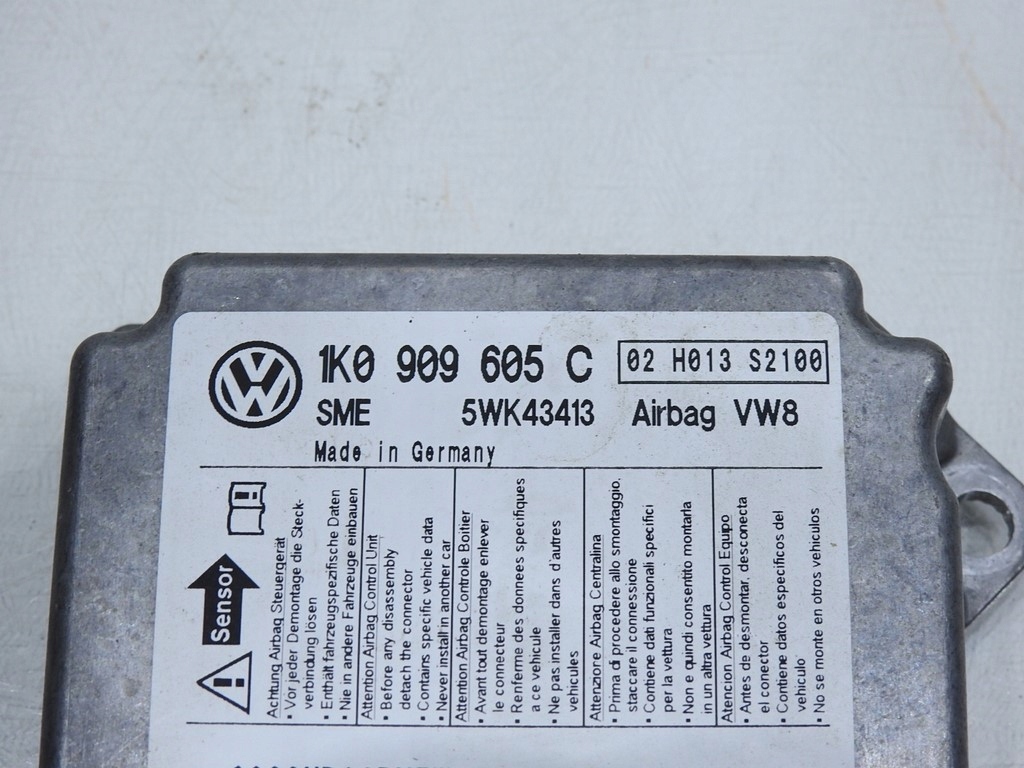 1K0 909 605 C
02 H013 S2100
SME
5WK43413
Airbag VW8
Made in Germany
Sensor
Achtung Airbag Steuergerät
• Vor jeder Demontage die Steck-
verbindung lösen
• Enthält fahrzeugspezifische Daten
• Nie in andere Fahrzeuge einbauen
Attention Airbag Control Unit
• Before any disassembly
detach the connector
• Contains specific vehicle data
• Never install in another car
Attention Airbag Controle Boitier
• Avant tout demontage enlever
le connecteur
• Renferme des donnees specifiques
a ce vehicule
• Ne pas installer dans d'autres
vehicules
Attenzione Airbag Centralina
• Prima di procedere allo smontaggio,
staccare il connessione
• Contiene dati funzionali specifici
per la vettura
• Non e quindi consentito montarla
in un altra vettura
Atencion Airbag Control Equipo
• Antes de desmontar, desconecta
el conector
• Contiene datos especificos del
vehiculo
• No se monte en otros vehiculos